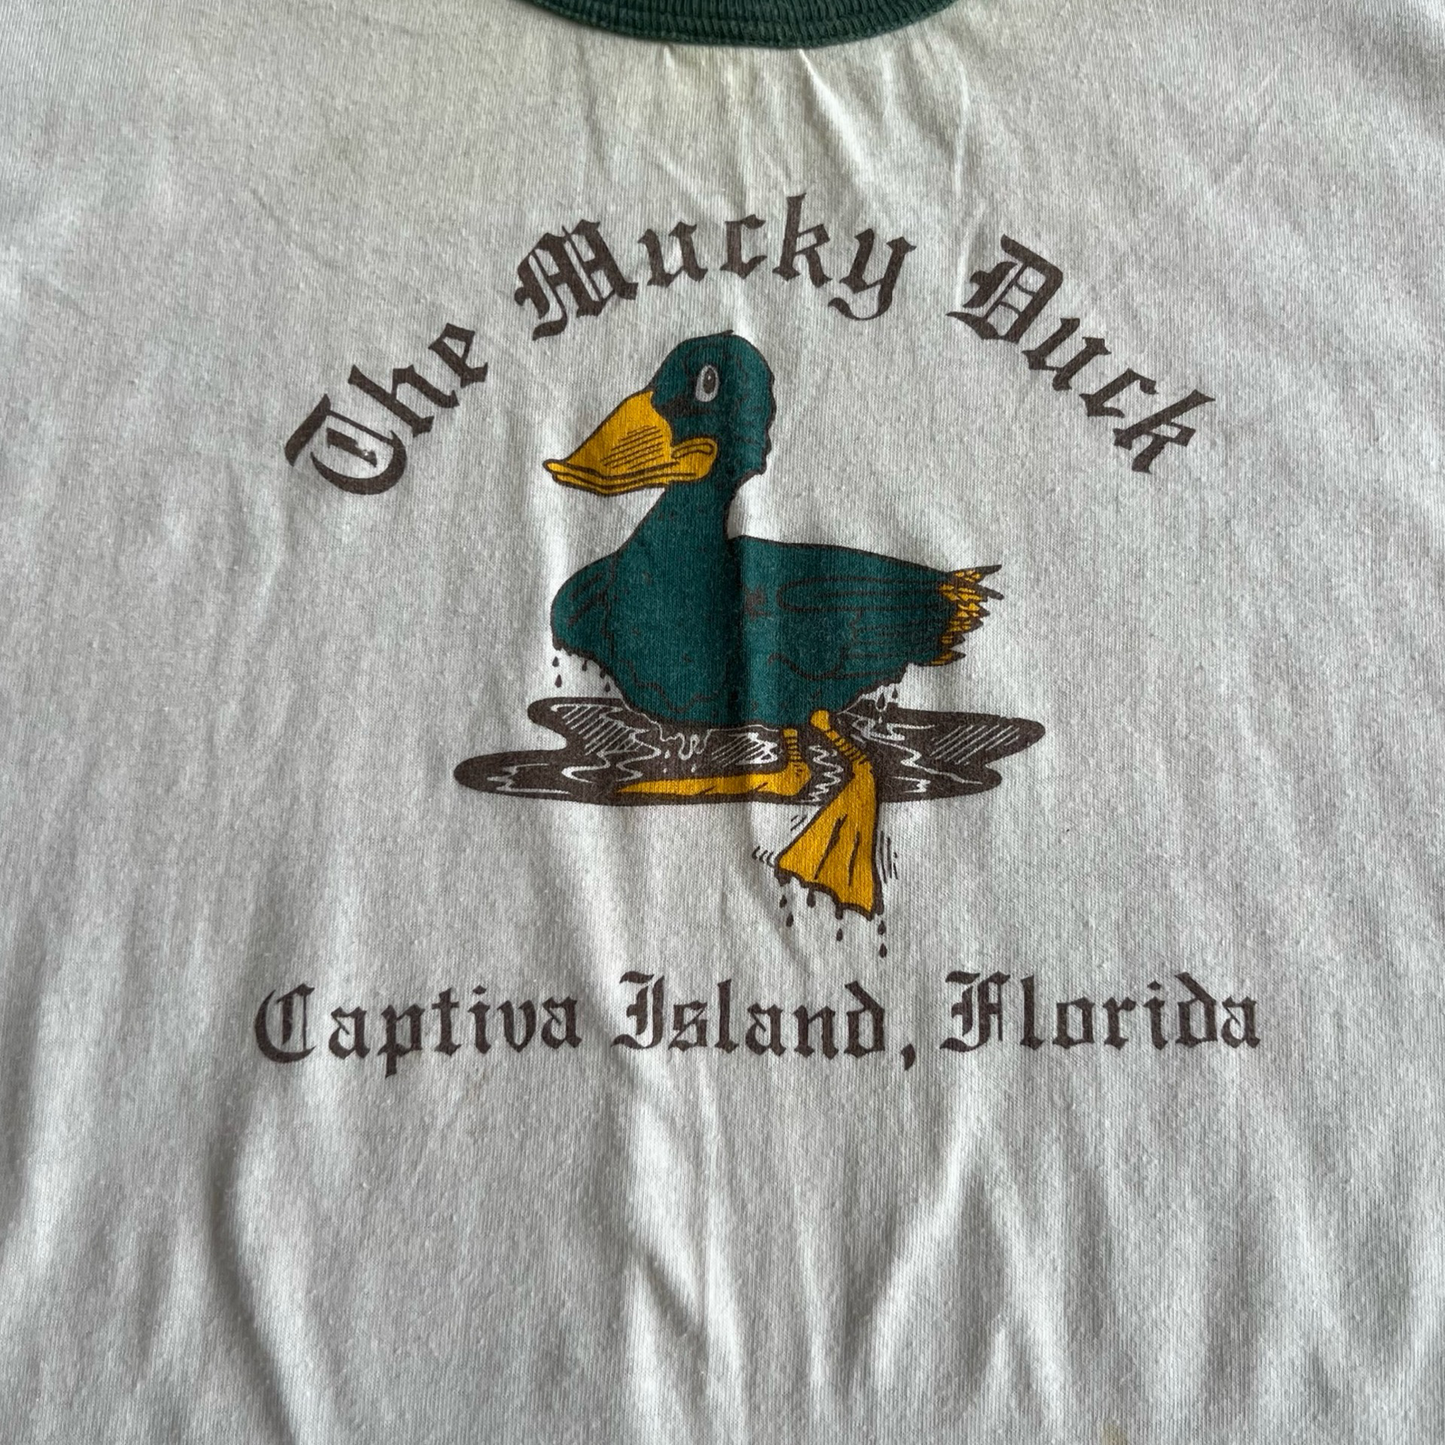 The Mucky Duck
Captiva Island, Florida